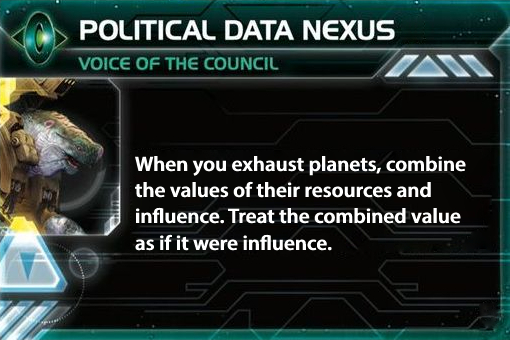 POLITICAL DATA NEXUS
VOICE OF THE COUNCIL
When you exhaust planets, combine
the values of their resources and
influence. Treat the combined value
as if it were influence.